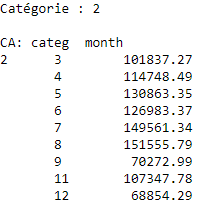 Catégorie : 2
CA: categ month
2 3 101837.27
4 114748.49
5 130863.35
6 126983.37
7 149561.34
8 151555.79
9 70272.99
11 107347.78
12 68854.29